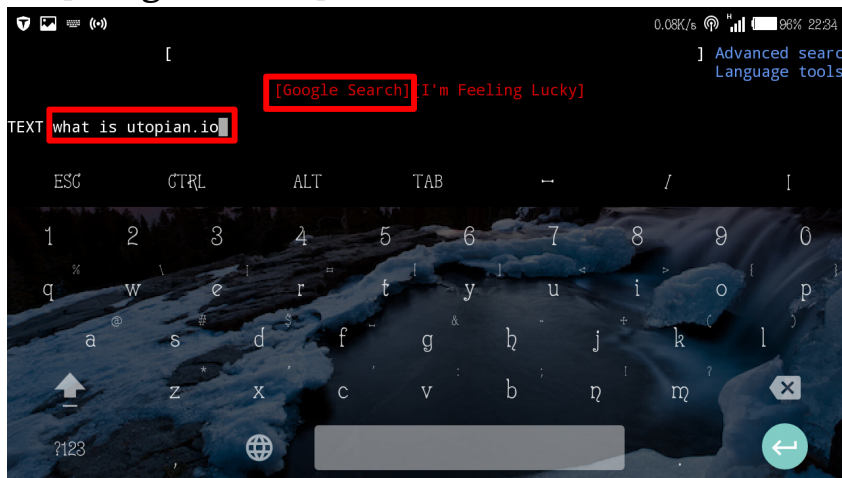 0.08K/s H 96% 22:34
[ ] Advanced searc
Language tools
[Google Search][I'm Feeling Lucky]
TEXT what is utopian.io
ESC CTRL ALT TAB - / |
1 2 3 4 5 6 7 8 9 0
% \ | = [ ] < > { }
q w e r t y u i o p
@ # $ _ & - + ( )
a s d f g h j k l
* " ' : ; ! ?
z x c v b n m
?123 , .